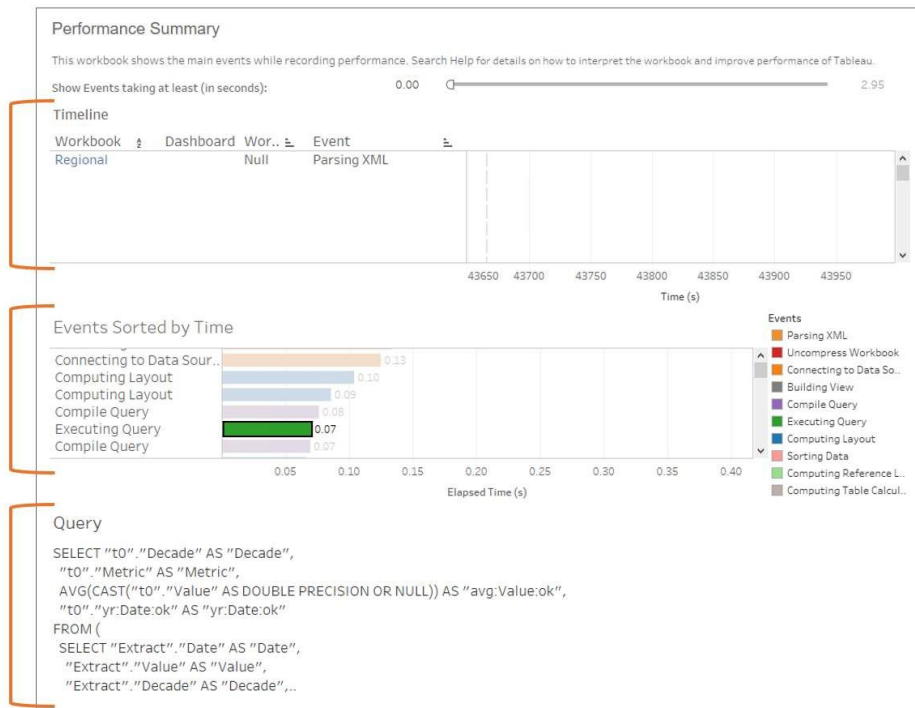 Performance Summary
This workbook shows the main events while recording performance. Search Help for details on how to interpret the workbook and improve performance of Tableau.
Show Events taking at least (in seconds): 0.00 2.95
Timeline
Workbook Dashboard Wor.. Event
Regional Null Parsing XML
43650 43700 43750 43800 43850 43900 43950
Time (s)
Events Sorted by Time
Connecting to Data Sour.. 0.13
Computing Layout 0.10
Computing Layout 0.09
Compile Query 0.08
Executing Query 0.07
Compile Query 0.07
0.05 0.10 0.15 0.20 0.25 0.30 0.35 0.40
Elapsed Time (s)
Events
Parsing XML
Uncompress Workbook
Connecting to Data So..
Building View
Compile Query
Executing Query
Computing Layout
Sorting Data
Computing Reference L..
Computing Table Calcul..
Query
SELECT "t0"."Decade" AS "Decade",
"t0"."Metric" AS "Metric",
AVG(CAST("t0"."Value" AS DOUBLE PRECISION OR NULL)) AS "avg:Value:ok",
"t0"."yr:Date:ok" AS "yr:Date:ok"
FROM (
SELECT "Extract"."Date" AS "Date",
"Extract"."Value" AS "Value",
"Extract"."Decade" AS "Decade",..